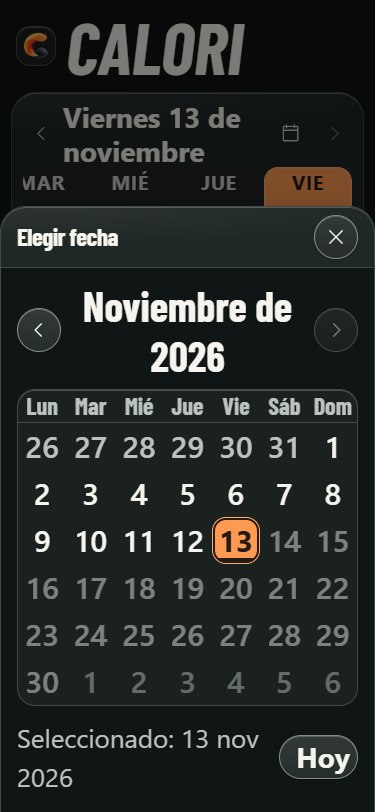 CALORI
Viernes 13 de
noviembre
MAR MIÉ JUE VIE
Elegir fecha
Noviembre de
2026
Lun Mar Mié Jue Vie Sáb Dom
26 27 28 29 30 31 1
2 3 4 5 6 7 8
9 10 11 12 13 14 15
16 17 18 19 20 21 22
23 24 25 26 27 28 29
30 1 2 3 4 5 6
Seleccionado: 13 nov
2026
Hoy